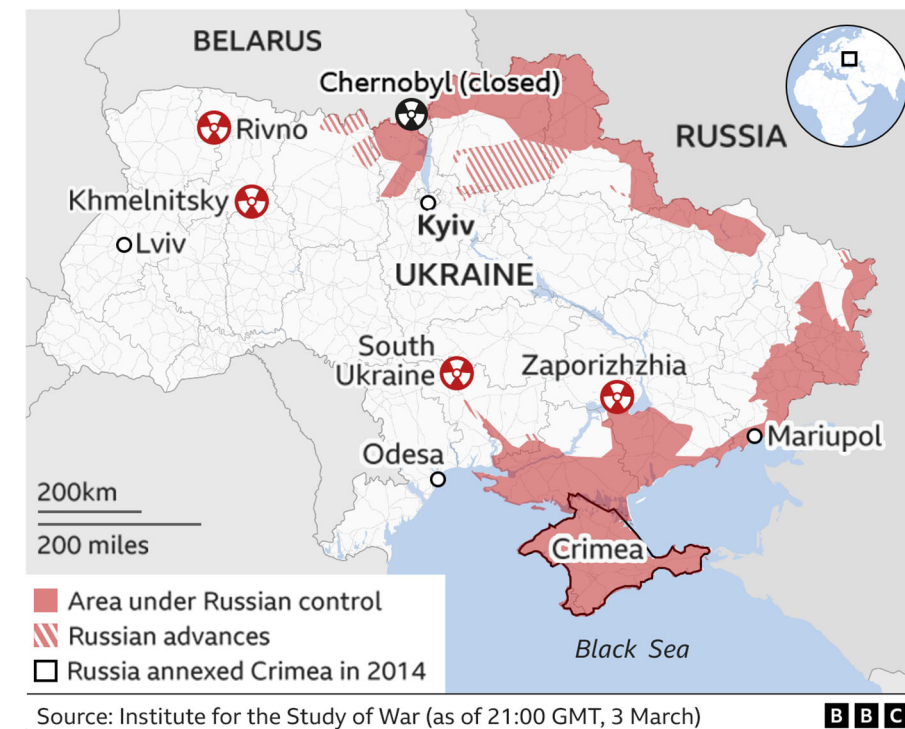 BELARUS
Chernobyl (closed)
Rivno
RUSSIA
Khmelnitsky
Kyiv
Lviv
UKRAINE
South
Ukraine
Zaporizhzhia
Mariupol
Odesa
200km
200 miles
Crimea
Area under Russian control
Russian advances
Russia annexed Crimea in 2014
Black Sea
Source: Institute for the Study of War (as of 21:00 GMT, 3 March)
BBC